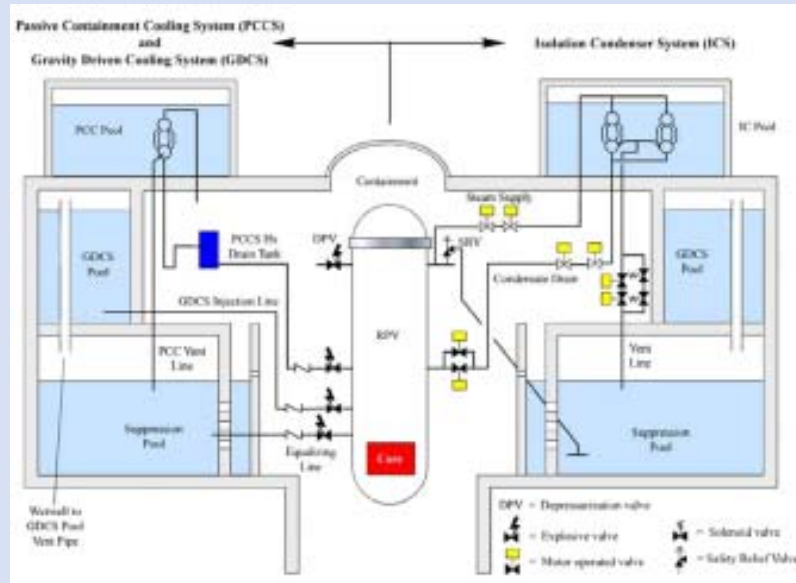 Passive Containment Cooling System (PCCS)
and
Gravity Driven Cooling System (GDCS)
Isolation Condenser System (ICS)
PCC Pool
IC Pool
Containment
Steam Supply
DPV
SRV
PCCS Hx
Drain Tank
GDCS
Pool
GDCS
Pool
Condensate Drain
GDCS Injection Line
RPV
PCC Vent
Line
Vent
Line
Suppression
Pool
Suppression
Pool
Equalizing
Line
Core
Wetwell to
GDCS Pool
Vent Pipe
DPV = Depressurization valve
= Explosive valve
= Solenoid valve
= Motor operated valve
= Safety Relief Valve